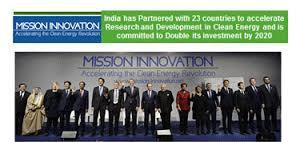 MISSION INNOVATION
Accelerating the Clean Energy Revolution
India has Partnered with 23 countries to accelerate
Research and Development in Clean Energy and is
committed to Double its investment by 2020
MISSION INNOVATION
Accelerating the Clean Energy Revolution